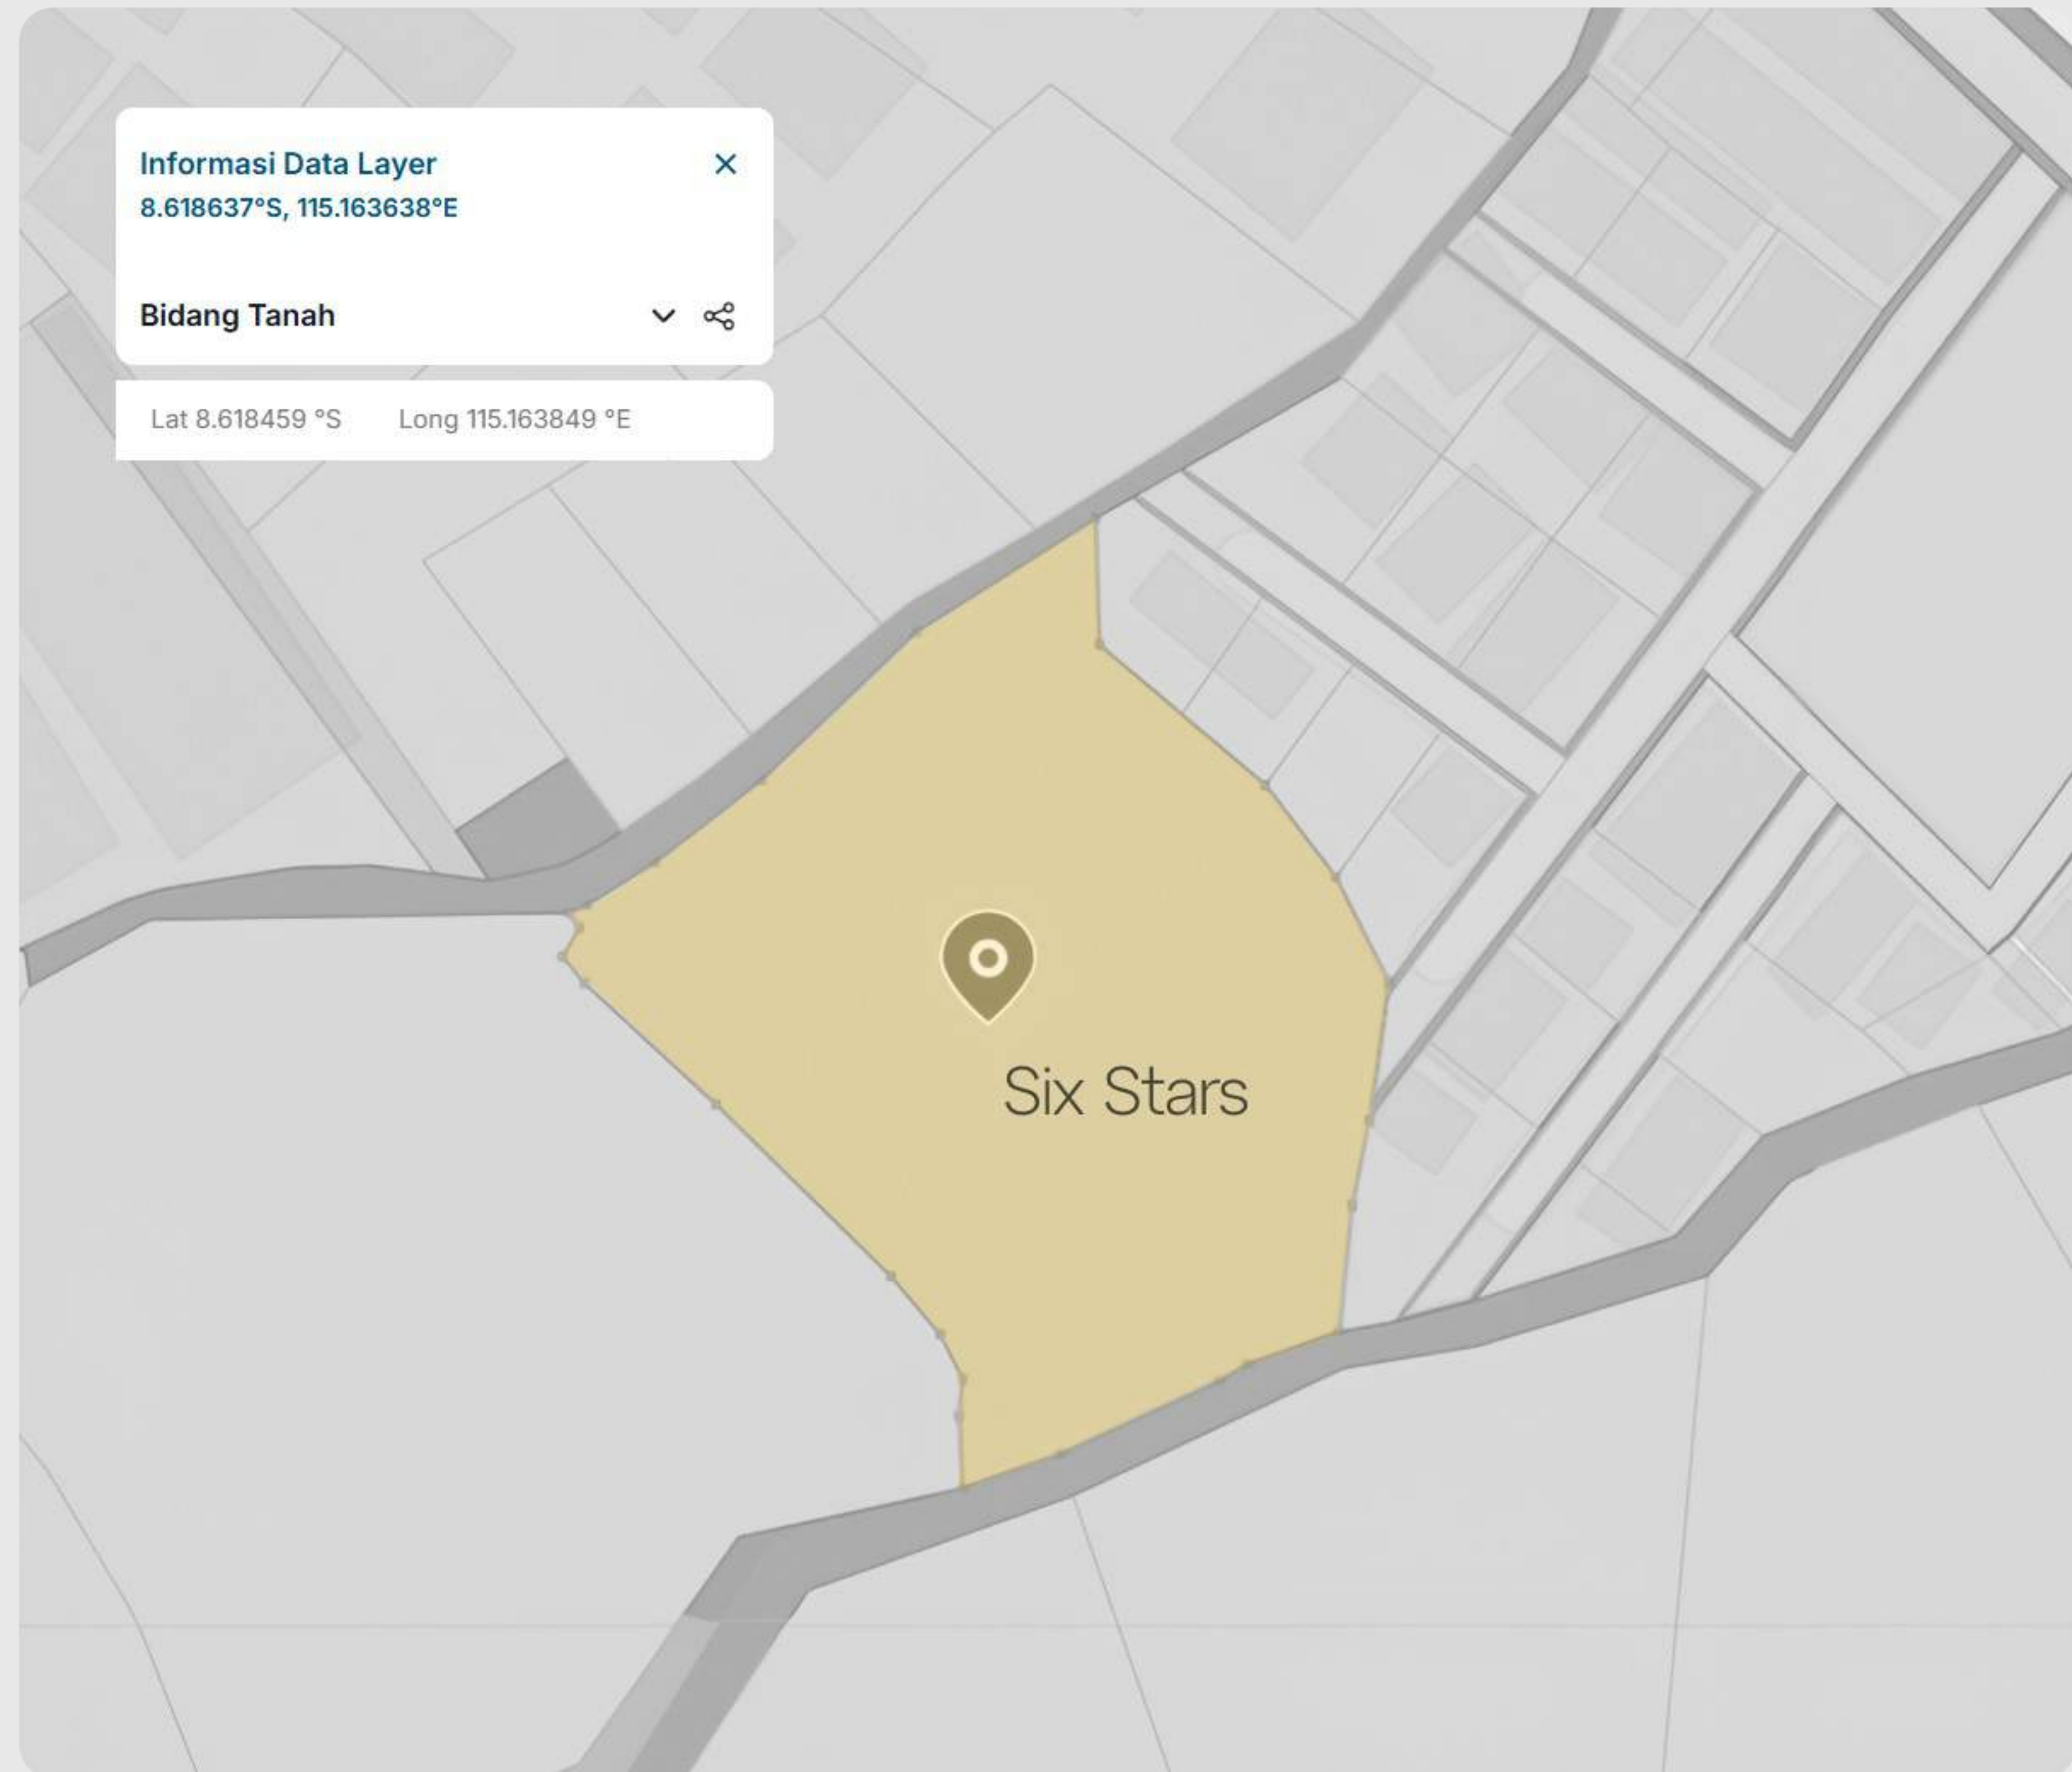 Informasi Data Layer
8.618637°S, 115.163638°E
Bidang Tanah
Lat 8.618459 °S Long 115.163849 °E
Six Stars